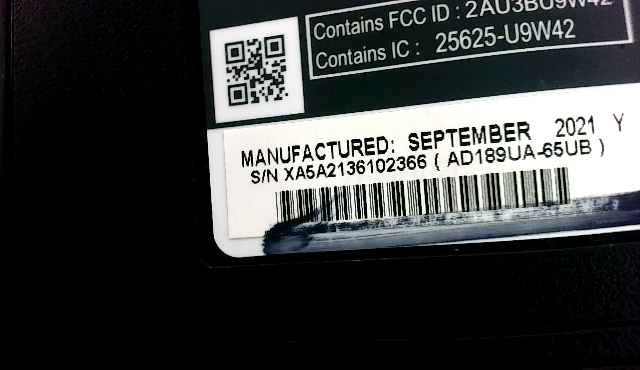 Contains FCC ID : 2AU3BU9W42
Contains IC : 25625-U9W42
MANUFACTURED: SEPTEMBER 2021 Y
S/N XA5A2136102366 ( AD189UA-65UB )